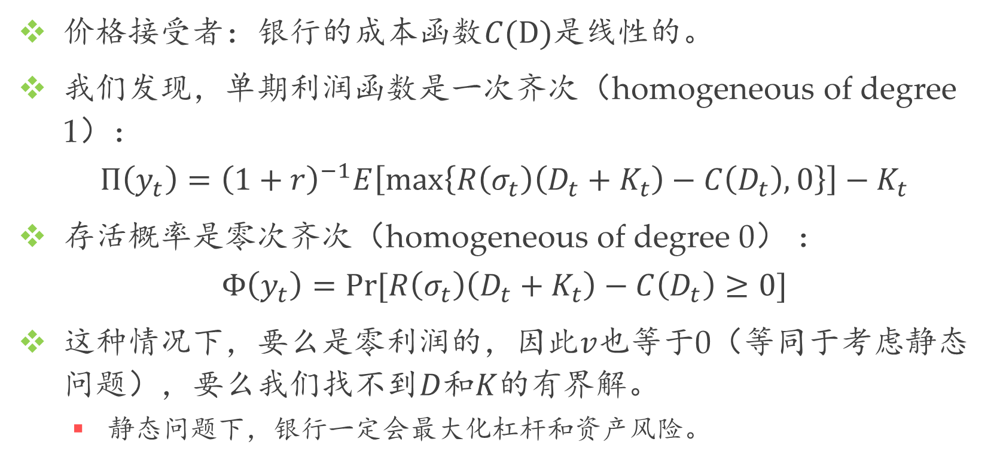 ❖ 价格接受者：银行的成本函数C(D)是线性的。
❖ 我们发现，单期利润函数是一次齐次（homogeneous of degree
1）：
Π(y_t) = (1 + r)^{-1}E[max{R(σ_t)(D_t + K_t) − C(D_t), 0}] − K_t
❖ 存活概率是零次齐次（homogeneous of degree 0）：
Φ(y_t) = Pr[R(σ_t)(D_t + K_t) − C(D_t) ≥ 0]
❖ 这种情况下，要么是零利润的，因此v也等于0（等同于考虑静态
问题），要么我们找不到D和K的有界解。
▪ 静态问题下，银行一定会最大化杠杆和资产风险。